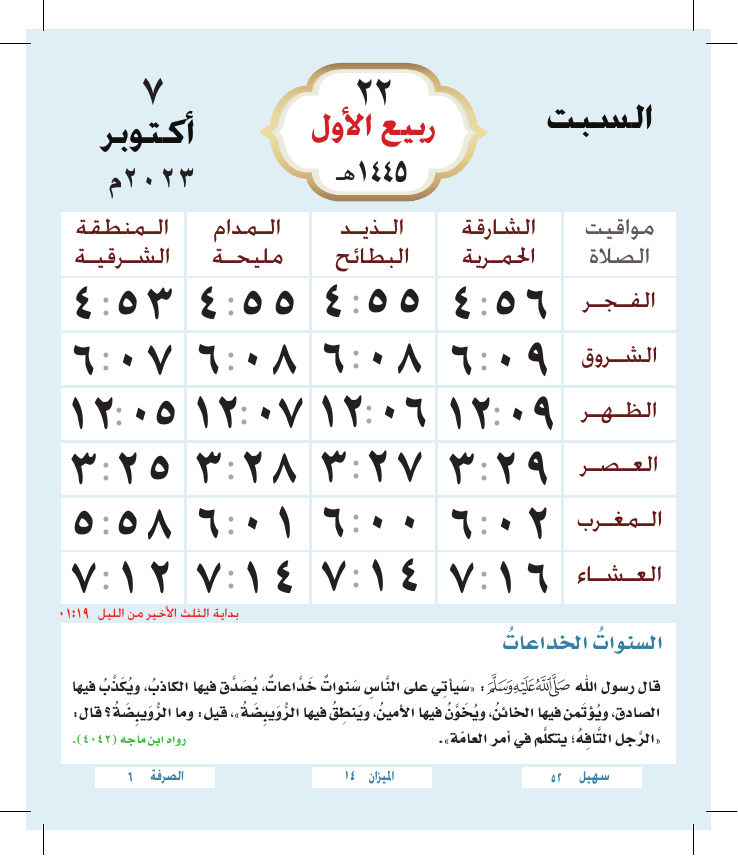 السبت
٢٢
ربيع الأول
١٤٤٥هـ
٧
أكتوبر
٢٠٢٣م
مواقيت الصلاة | الشارقة الحمرية | الذيد البطائح | المدام مليحة | المنطقة الشرقية
الفجر ٤:٥٦ ٤:٥٥ ٤:٥٥ ٤:٥٣
الشروق ٦:٠٩ ٦:٠٨ ٦:٠٨ ٦:٠٧
الظهر ١٢:٠٩ ١٢:٠٦ ١٢:٠٧ ١٢:٠٥
العصر ٣:٢٩ ٣:٢٧ ٣:٢٨ ٣:٢٥
المغرب ٦:٠٢ ٦:٠٠ ٦:٠١ ٥:٥٨
العشاء ٧:١٦ ٧:١٤ ٧:١٤ ٧:١٢
بداية الثلث الأخير من الليل ٠١:١٩
السنواتُ الخداعاتُ
قال رسول الله صَلَّى اللَّهُ عَلَيْهِ وَسَلَّمَ: «سَيأتي على النَّاسِ سَنواتٌ خَدَّاعاتٌ، يُصَدَّق فيها الكاذبُ، ويُكَذَّبُ فيها
الصادق، ويُؤتَمن فيها الخائنُ، ويُخَوَّنُ فيها الأمينُ، ويَنطِقُ فيها الرُّوَيبِضَةُ»، قيل: وما الرُّوَيبِضَةُ؟ قال:
«الرَّجل التَّافِهُ؛ يتكلَّم في أمر العامَة».
رواه ابن ماجه (٤٠٤٢).
سهيل ٥٢
الميزان ١٤
الصرفة ٦